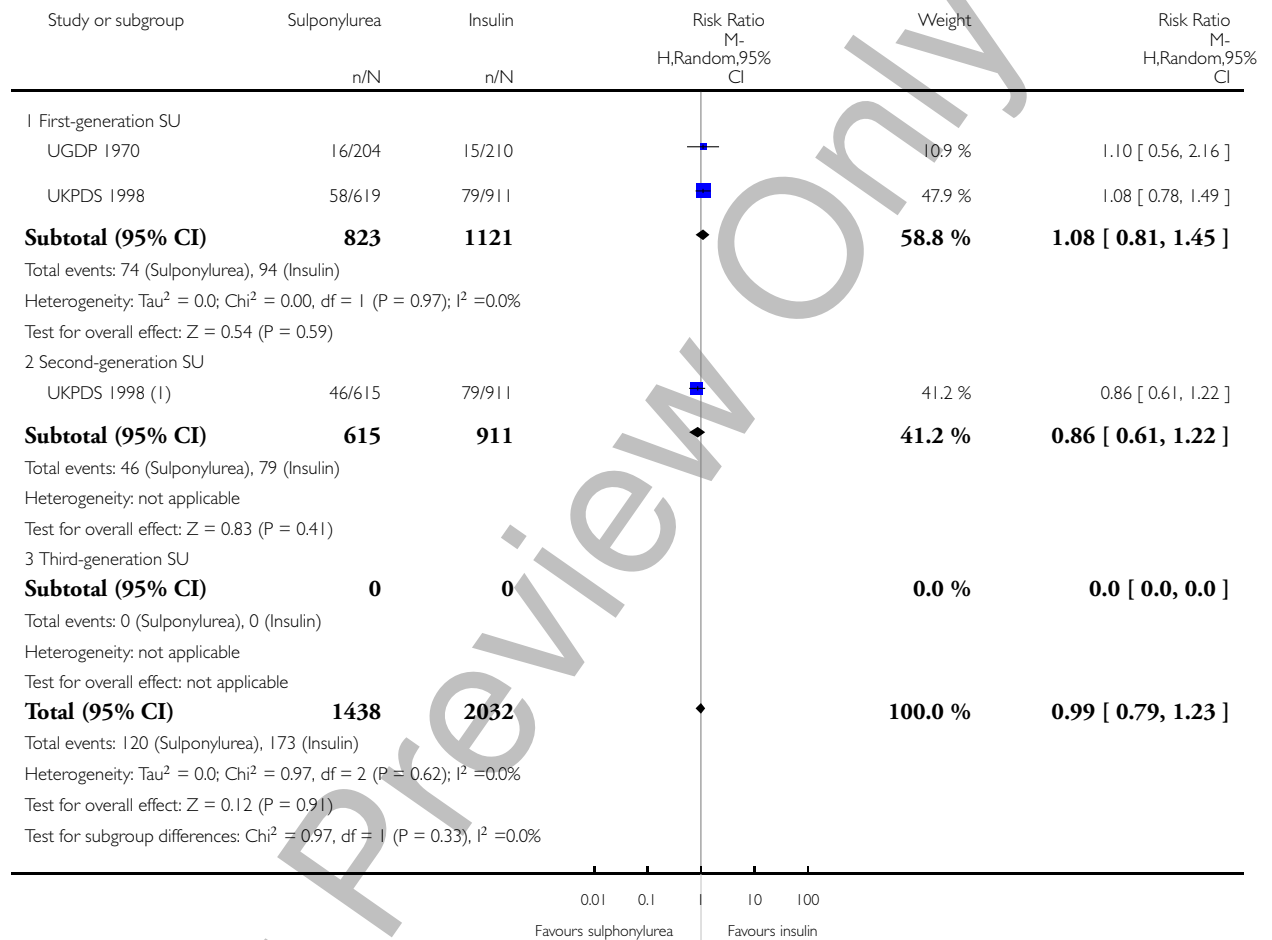 Study or subgroup Sulponylurea Insulin Risk Ratio Weight Risk Ratio
M- M-
H,Random,95% H,Random,95%
n/N n/N CI CI
1 First-generation SU
UGDP 1970 16/204 15/210 10.9 % 1.10 [ 0.56, 2.16 ]
UKPDS 1998 58/619 79/911 47.9 % 1.08 [ 0.78, 1.49 ]
Subtotal (95% CI) 823 1121 58.8 % 1.08 [ 0.81, 1.45 ]
Total events: 74 (Sulponylurea), 94 (Insulin)
Heterogeneity: Tau² = 0.0; Chi² = 0.00, df = 1 (P = 0.97); I² =0.0%
Test for overall effect: Z = 0.54 (P = 0.59)
2 Second-generation SU
UKPDS 1998 (1) 46/615 79/911 41.2 % 0.86 [ 0.61, 1.22 ]
Subtotal (95% CI) 615 911 41.2 % 0.86 [ 0.61, 1.22 ]
Total events: 46 (Sulponylurea), 79 (Insulin)
Heterogeneity: not applicable
Test for overall effect: Z = 0.83 (P = 0.41)
3 Third-generation SU
Subtotal (95% CI) 0 0 0.0 % 0.0 [ 0.0, 0.0 ]
Total events: 0 (Sulponylurea), 0 (Insulin)
Heterogeneity: not applicable
Test for overall effect: not applicable
Total (95% CI) 1438 2032 100.0 % 0.99 [ 0.79, 1.23 ]
Total events: 120 (Sulponylurea), 173 (Insulin)
Heterogeneity: Tau² = 0.0; Chi² = 0.97, df = 2 (P = 0.62); I² =0.0%
Test for overall effect: Z = 0.12 (P = 0.91)
Test for subgroup differences: Chi² = 0.97, df = 1 (P = 0.33), I² =0.0%
0.01 0.1 1 10 100
Favours sulphonylurea Favours insulin
Preview Only